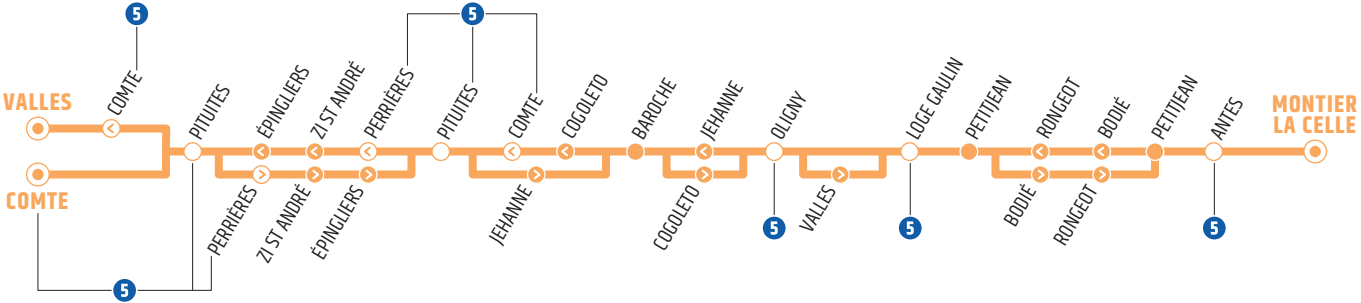 5
5
VALLES
COMTE
PITUITES
ÉPINGLIERS
ZI ST ANDRÉ
PERRIÈRES
PITUITES
COMTE
COGOLETO
BAROCHE
JEHANNE
OLIGNY
LOGE GAULIN
PETITJEAN
RONGEOT
BODIÉ
PETITJEAN
ANTES
MONTIER
LA CELLE
COMTE
PERRIÈRES
ZI ST ANDRÉ
ÉPINGLIERS
JEHANNE
COGOLETO
VALLES
BODIÉ
RONGEOT
5
5
5
5